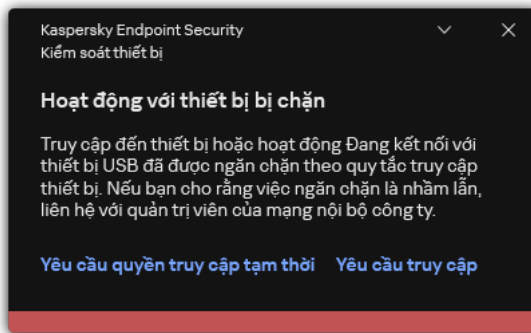 Kaspersky Endpoint Security
Kiểm soát thiết bị
Hoạt động với thiết bị bị chặn
Truy cập đến thiết bị hoặc hoạt động Đang kết nối với
thiết bị USB đã được ngăn chặn theo quy tắc truy cập
thiết bị. Nếu bạn cho rằng việc ngăn chặn là nhầm lẫn,
liên hệ với quản trị viên của mạng nội bộ công ty.
Yêu cầu quyền truy cập tạm thời Yêu cầu truy cập